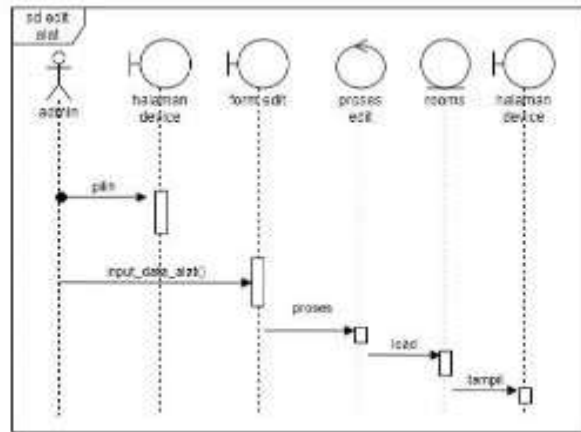 sd edit
alat
admin
halaman
device
form edit
proses
edit
rooms
halaman
device
pilih
input_data_alat()
proses
load
tampil